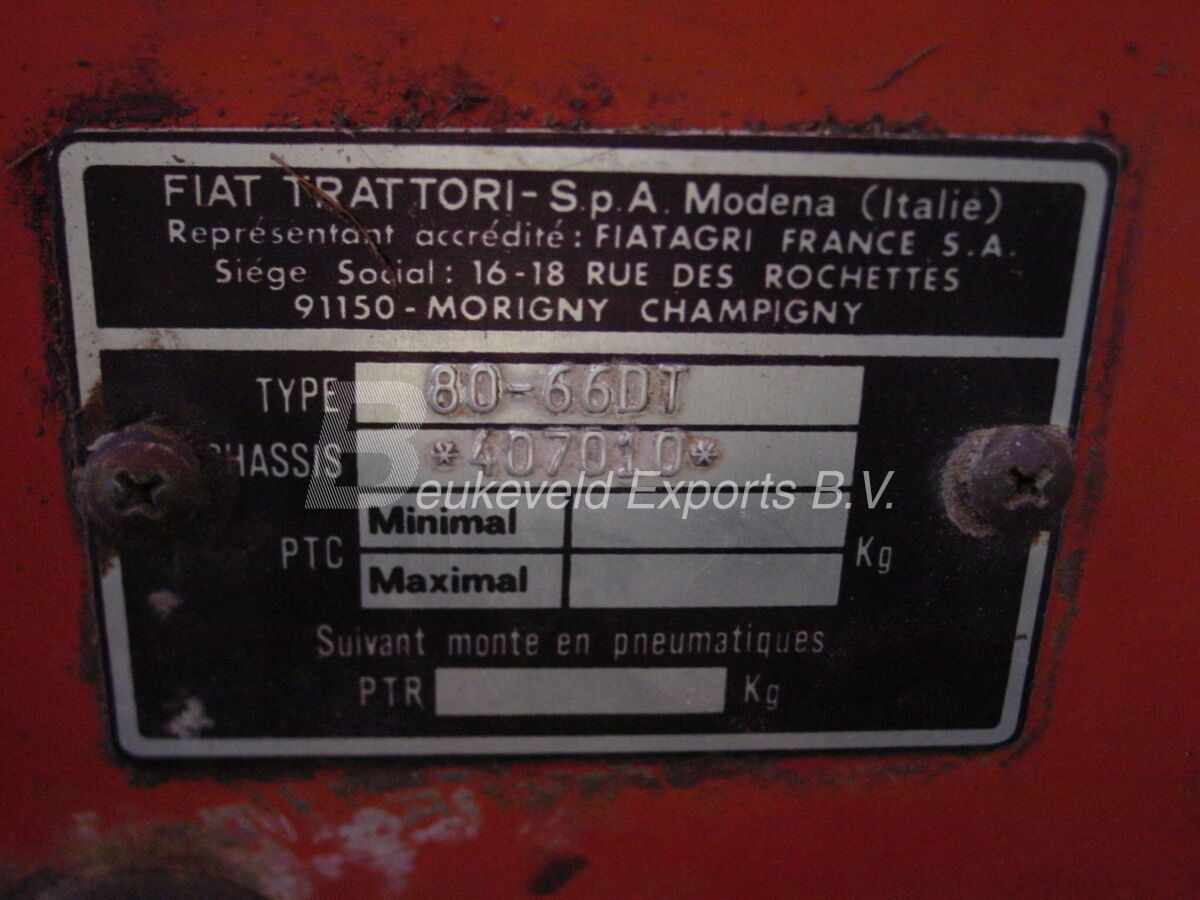 FIAT TRATTORI-S.p.A. Modena (Italie)
Représentant accrédité: FIATAGRI FRANCE S.A.
Siége Social: 16-18 RUE DES ROCHETTES
91150-MORIGNY CHAMPIGNY
TYPE 80-66DT
CHASSIS *407010*
Beukeveld Exports B.V.
Minimal
PTC Kg
Maximal
Suivant monte en pneumatiques
PTR Kg